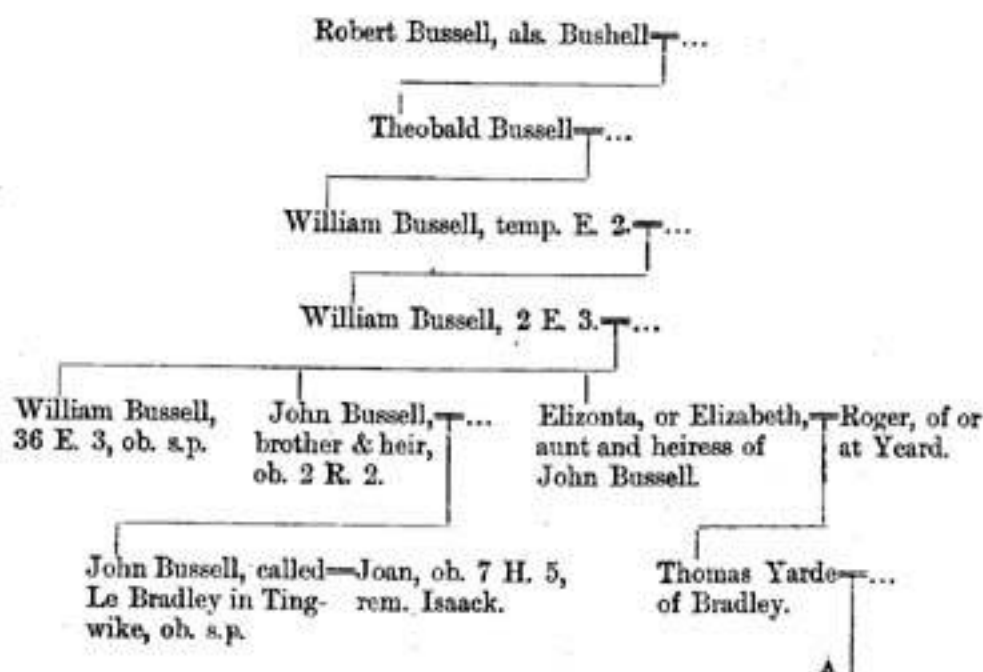 Robert Bussell, als. Bushell ...
Theobald Bussell ...
William Bussell, temp. E. 2. ...
William Bussell, 2 E. 3. ...
William Bussell,
36 E. 3, ob. s.p.
John Bussell, ...
brother & heir,
ob. 2 R. 2.
Elizonta, or Elizabeth,
aunt and heiress of
John Bussell.
Roger, of or
at Yeard.
John Bussell, called
Le Bradley in Ting-
wike, ob. s.p.
Joan, ob. 7 H. 5,
rem. Isaack.
Thomas Yarde ...
of Bradley.
A